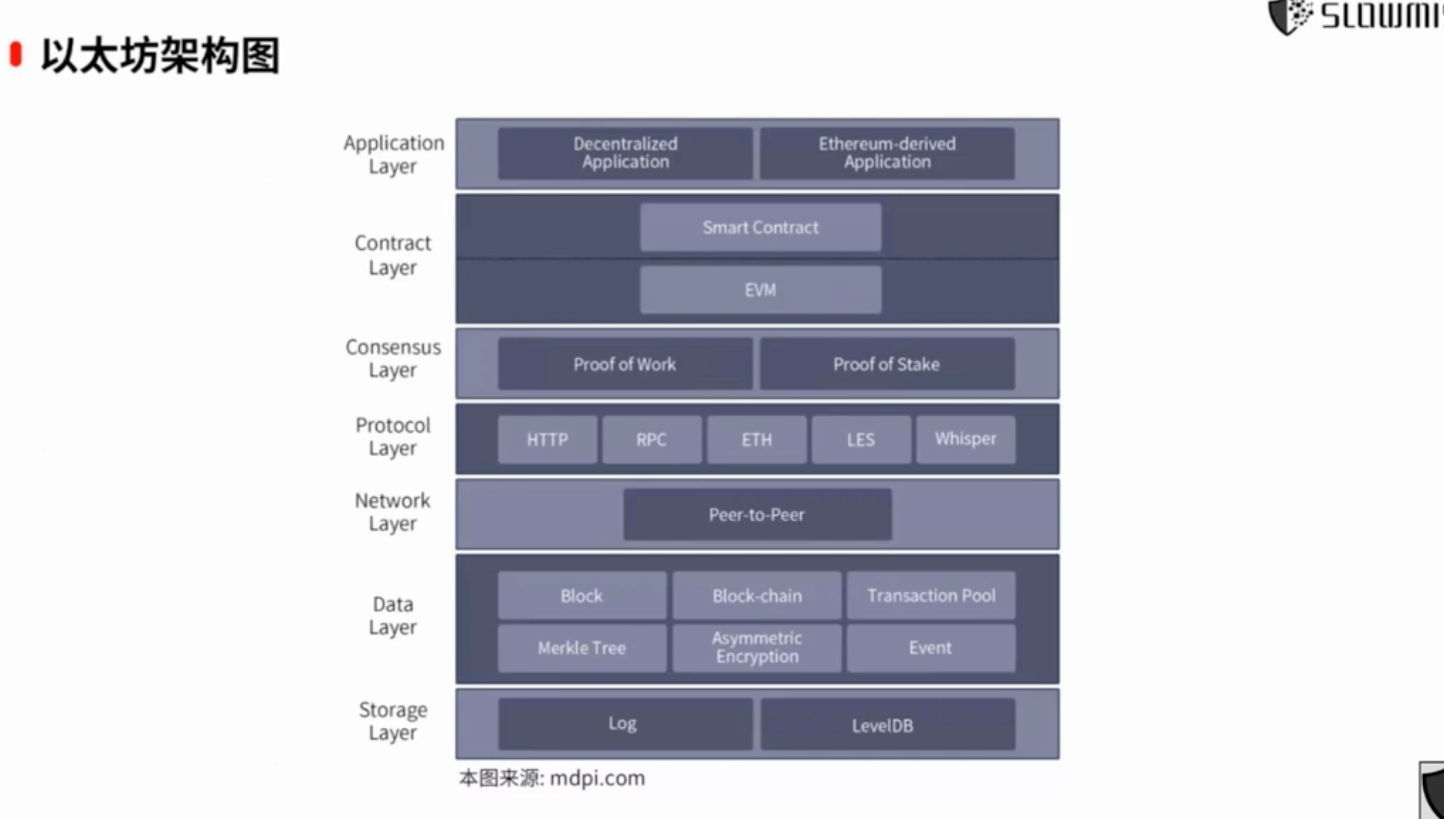 以太坊架构图
SLOWMIS
Application
Layer
Decentralized
Application
Ethereum-derived
Application
Contract
Layer
Smart Contract
EVM
Consensus
Layer
Proof of Work
Proof of Stake
Protocol
Layer
HTTP
RPC
ETH
LES
Whisper
Network
Layer
Peer-to-Peer
Data
Layer
Block
Block-chain
Transaction Pool
Merkle Tree
Asymmetric
Encryption
Event
Storage
Layer
Log
LevelDB
本图来源: mdpi.com